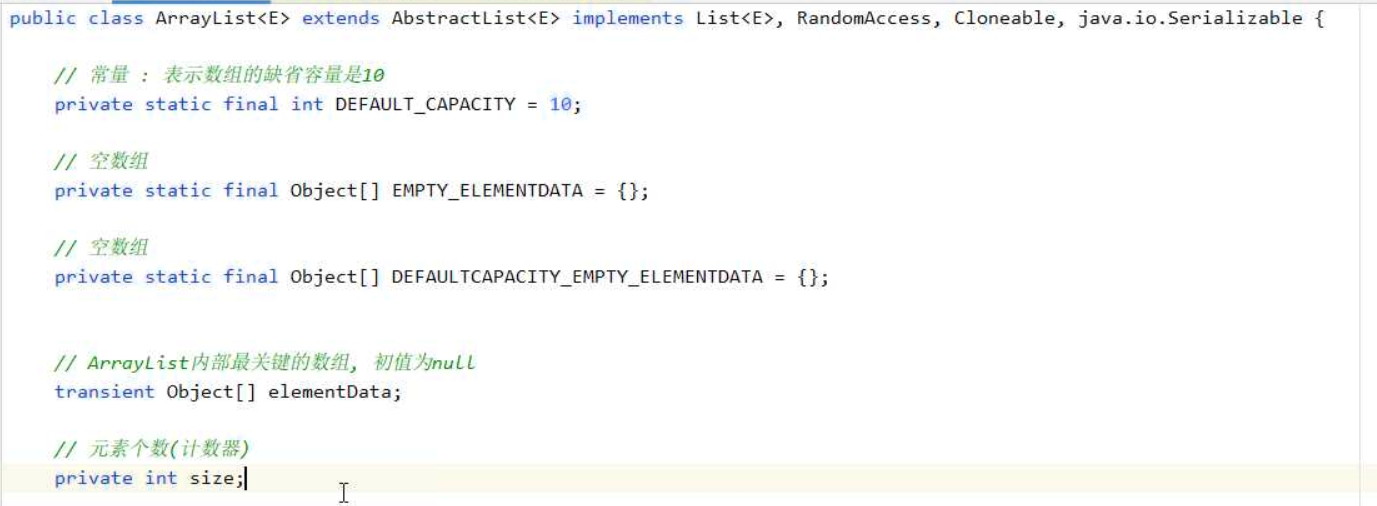 public class ArrayList<E> extends AbstractList<E> implements List<E>, RandomAccess, Cloneable, java.io.Serializable {
// 常量 : 表示数组的缺省容量是10
private static final int DEFAULT_CAPACITY = 10;
// 空数组
private static final Object[] EMPTY_ELEMENTDATA = {};
// 空数组
private static final Object[] DEFAULTCAPACITY_EMPTY_ELEMENTDATA = {};
// ArrayList内部最关键的数组, 初值为null
transient Object[] elementData;
// 元素个数(计数器)
private int size;